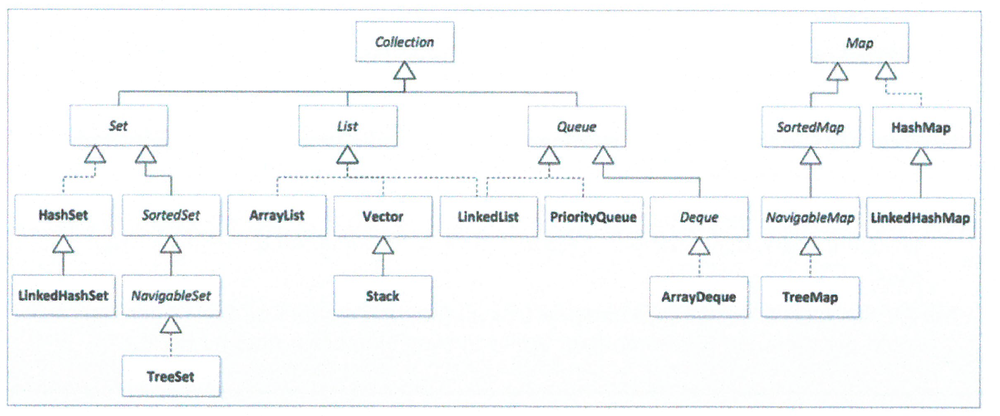 Collection
Map
Set
List
Queue
SortedMap
HashMap
HashSet
SortedSet
ArrayList
Vector
LinkedList
PriorityQueue
Deque
NavigableMap
LinkedHashMap
LinkedHashSet
NavigableSet
Stack
ArrayDeque
TreeMap
TreeSet